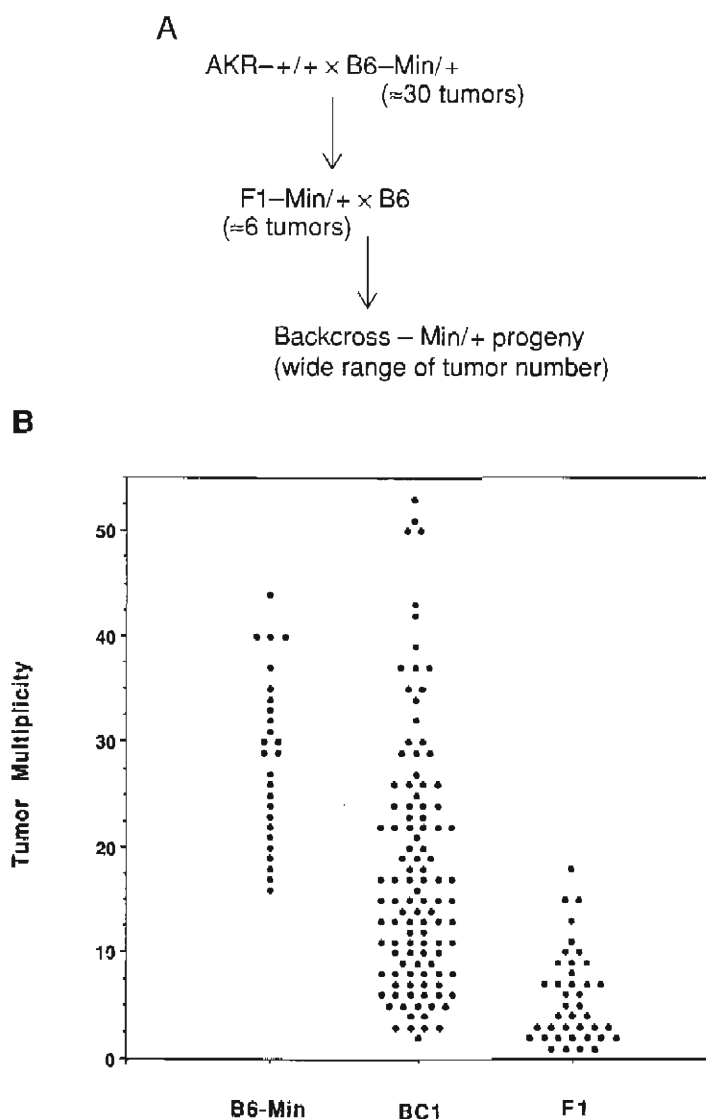 A
AKR–+/+ × B6–Min/+
(≈30 tumors)
F1–Min/+ × B6
(≈6 tumors)
Backcross – Min/+ progeny
(wide range of tumor number)
B
50
40
30
20
10
0
Tumor Multiplicity
B6-Min BC1 F1